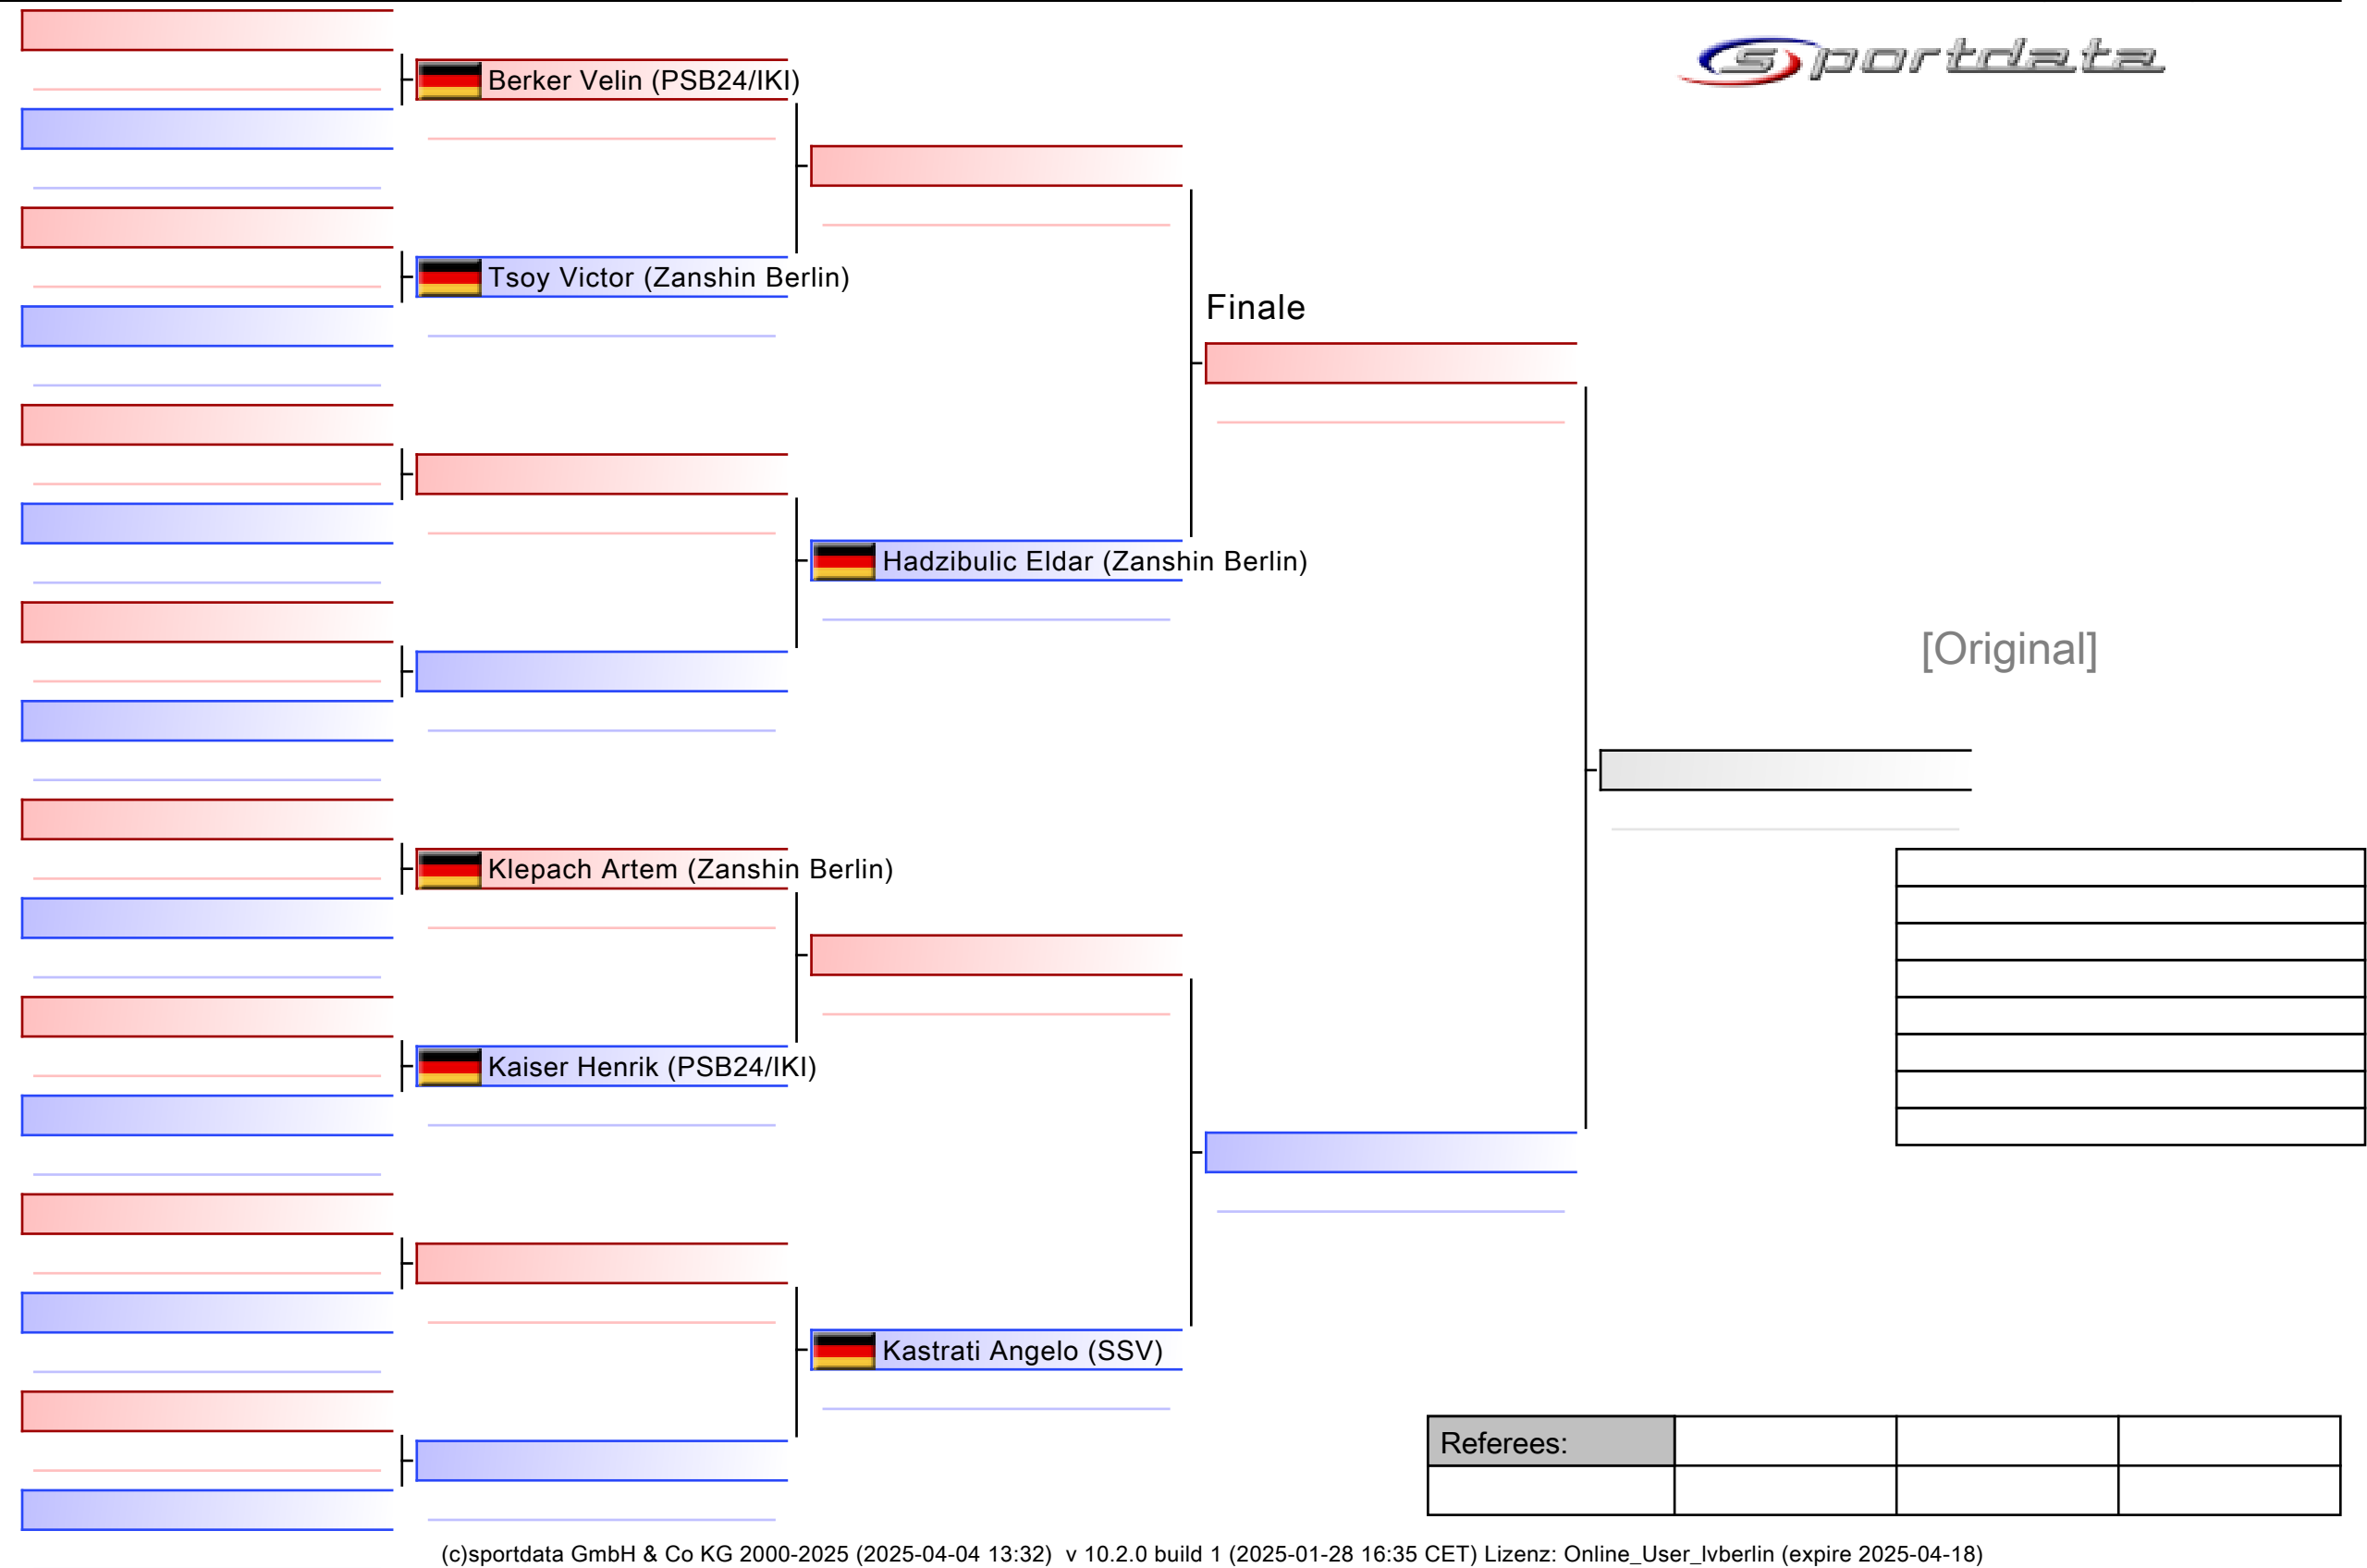 sportdata
Berker Velin (PSB24/IKI)
Tsoy Victor (Zanshin Berlin)
Finale
Hadzibulic Eldar (Zanshin Berlin)
[Original]
Klepach Artem (Zanshin Berlin)
Kaiser Henrik (PSB24/IKI)
Kastrati Angelo (SSV)
Referees:
(c)sportdata GmbH & Co KG 2000-2025 (2025-04-04 13:32)  v 10.2.0 build 1 (2025-01-28 16:35 CET) Lizenz: Online_User_lvberlin (expire 2025-04-18)